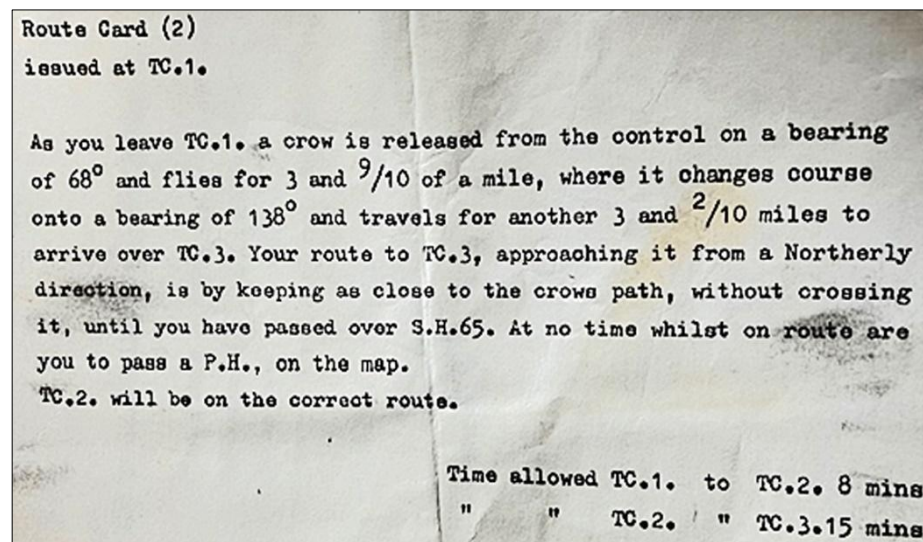 Route Card (2)
issued at TC.1.
As you leave TC.1. a crow is released from the control on a bearing
of 68° and flies for 3 and 9/10 of a mile, where it changes course
onto a bearing of 138° and travels for another 3 and 2/10 miles to
arrive over TC.3. Your route to TC.3, approaching it from a Northerly
direction, is by keeping as close to the crows path, without crossing
it, until you have passed over S.H.65. At no time whilst on route are
you to pass a P.H., on the map.
TC.2. will be on the correct route.
Time allowed TC.1. to TC.2. 8 mins
" " TC.2. " TC.3.15 mins